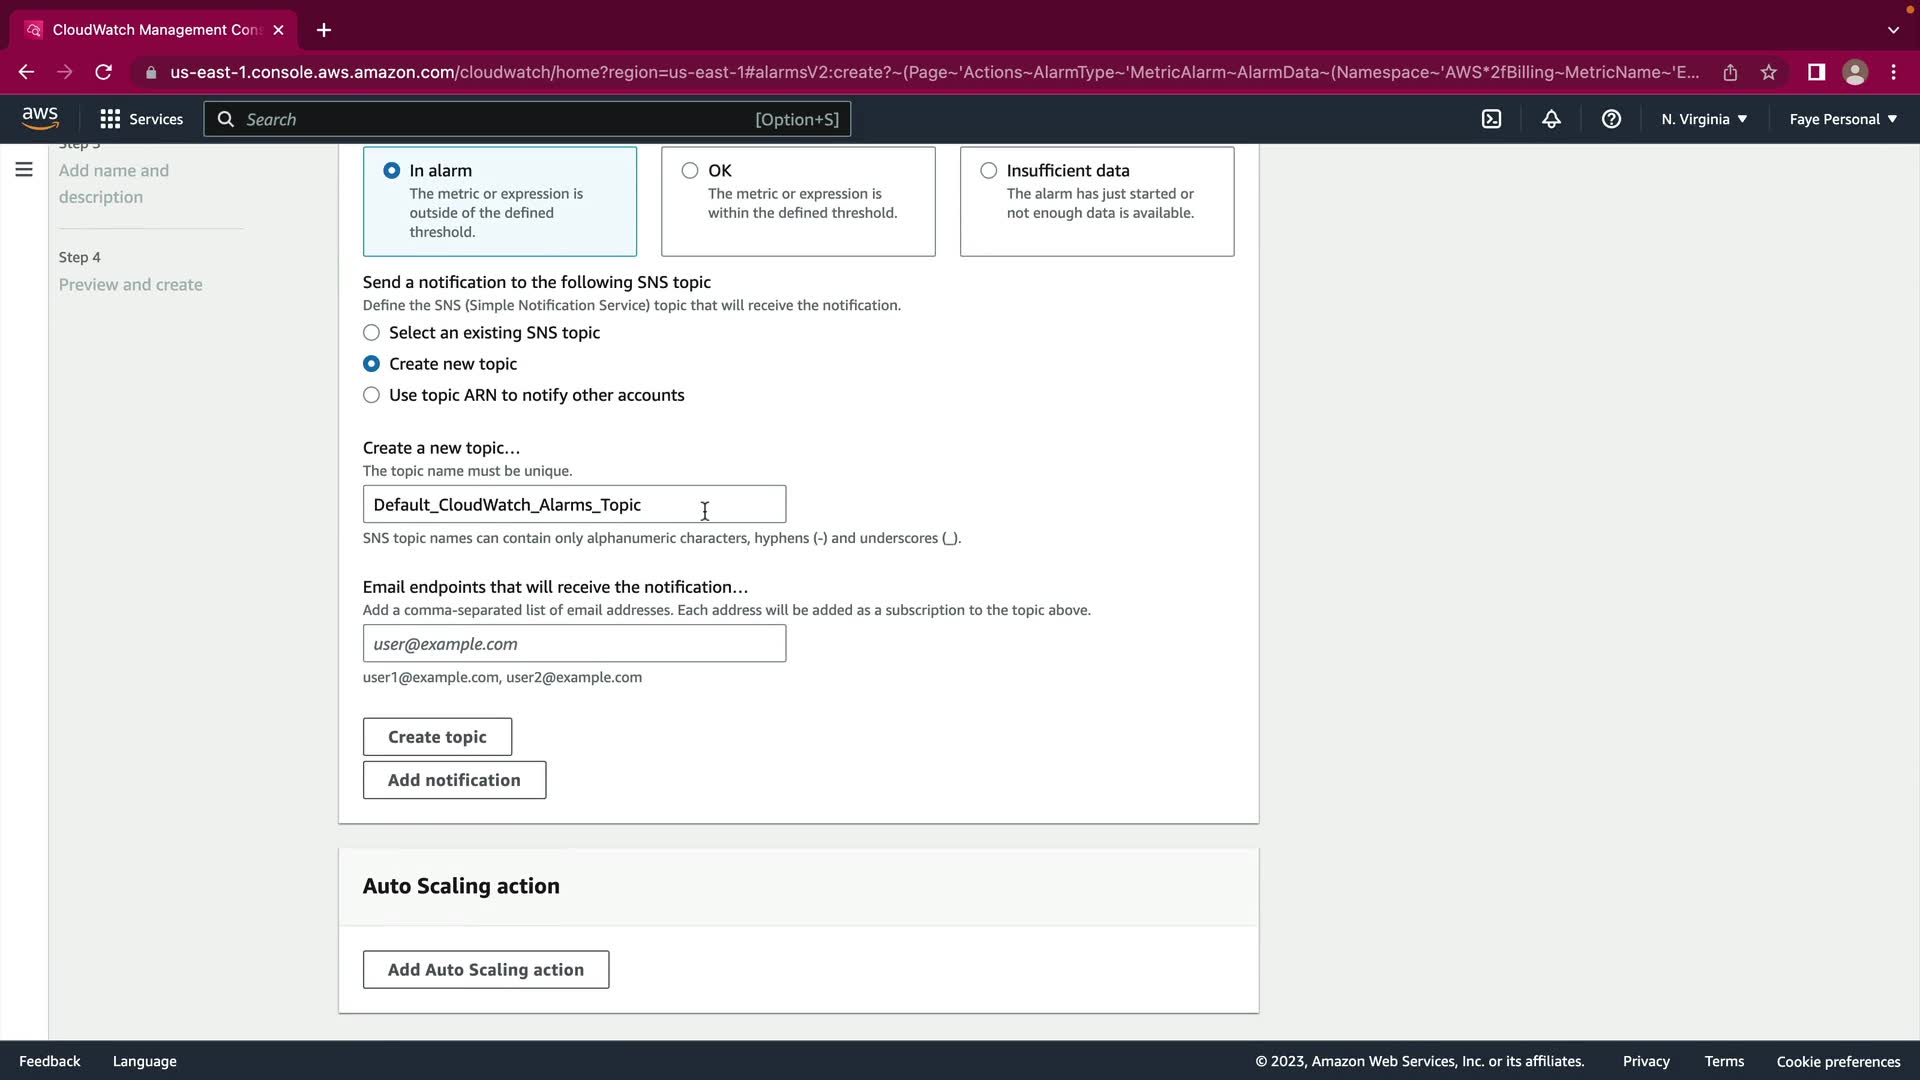 CloudWatch Management Con
us-east-1.console.aws.amazon.com/cloudwatch/home?region=us-east-1#alarmsV2:create?~(Page~'Actions~AlarmType~'MetricAlarm~AlarmData~(Namespace~'AWS*2fBilling~MetricName~'E...
aws
Services
Search
[Option+S]
N. Virginia
Faye Personal
Step 3
Add name and
description
Step 4
Preview and create
In alarm
The metric or expression is
outside of the defined
threshold.
OK
The metric or expression is
within the defined threshold.
Insufficient data
The alarm has just started or
not enough data is available.
Send a notification to the following SNS topic
Define the SNS (Simple Notification Service) topic that will receive the notification.
Select an existing SNS topic
Create new topic
Use topic ARN to notify other accounts
Create a new topic…
The topic name must be unique.
Default_CloudWatch_Alarms_Topic
SNS topic names can contain only alphanumeric characters, hyphens (-) and underscores (_).
Email endpoints that will receive the notification…
Add a comma-separated list of email addresses. Each address will be added as a subscription to the topic above.
user@example.com
user1@example.com, user2@example.com
Create topic
Add notification
Auto Scaling action
Add Auto Scaling action
Feedback
Language
© 2023, Amazon Web Services, Inc. or its affiliates.
Privacy
Terms
Cookie preferences